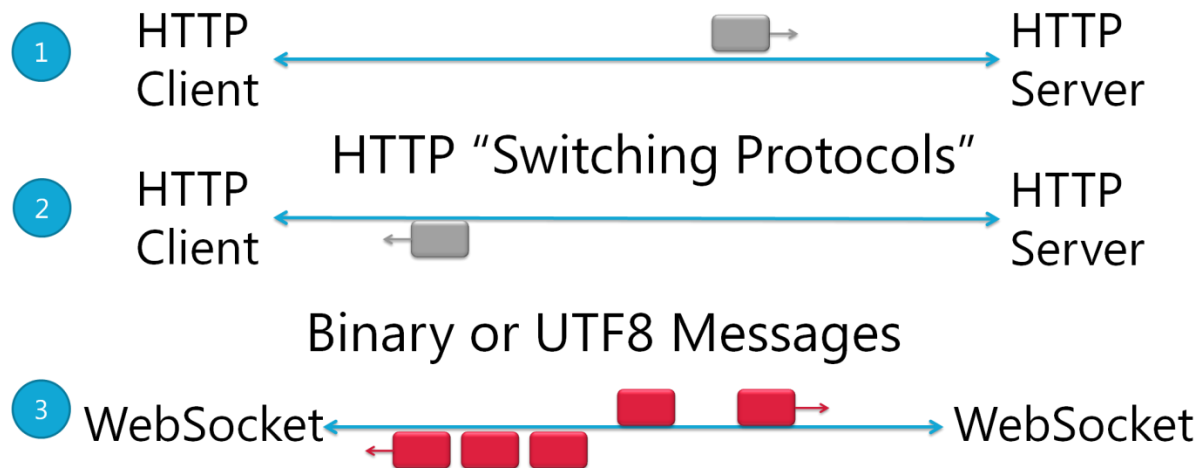 1
HTTP Client
HTTP Server
HTTP “Switching Protocols”
2
HTTP Client
HTTP Server
Binary or UTF8 Messages
3
WebSocket
WebSocket